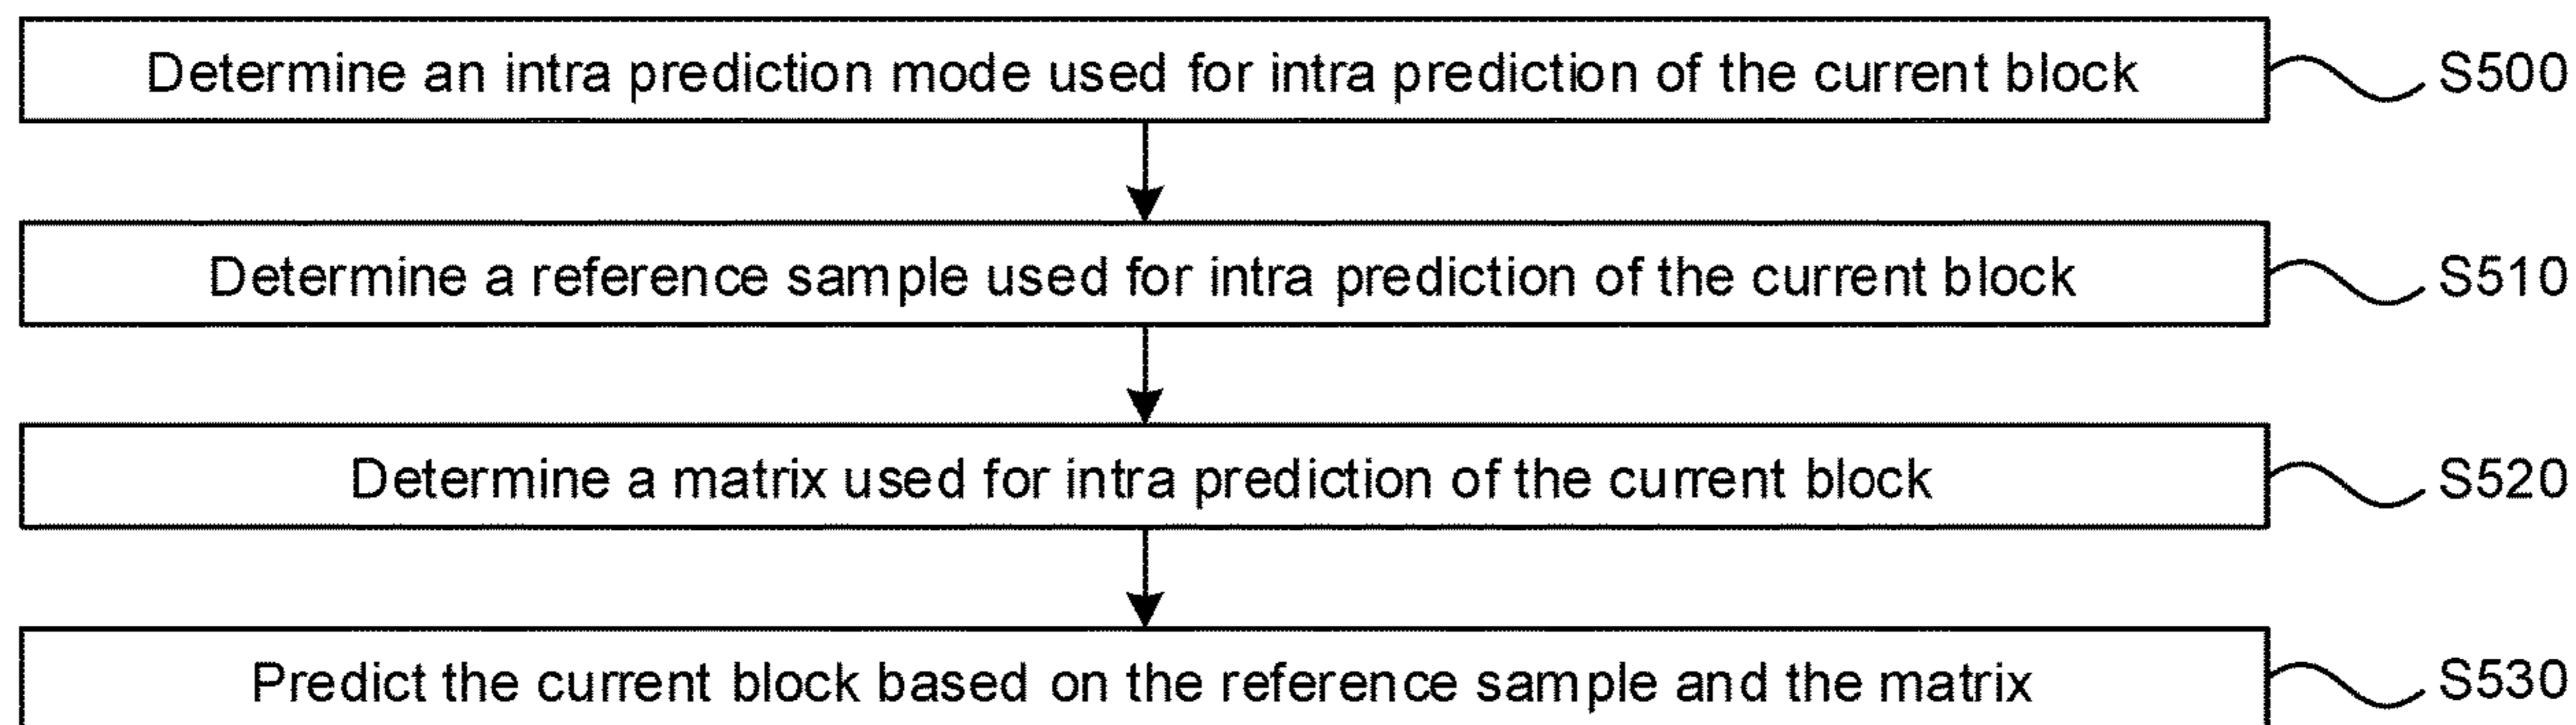 Determine an intra prediction mode used for intra prediction of the current block S500
Determine a reference sample used for intra prediction of the current block S510
Determine a matrix used for intra prediction of the current block S520
Predict the current block based on the reference sample and the matrix S530